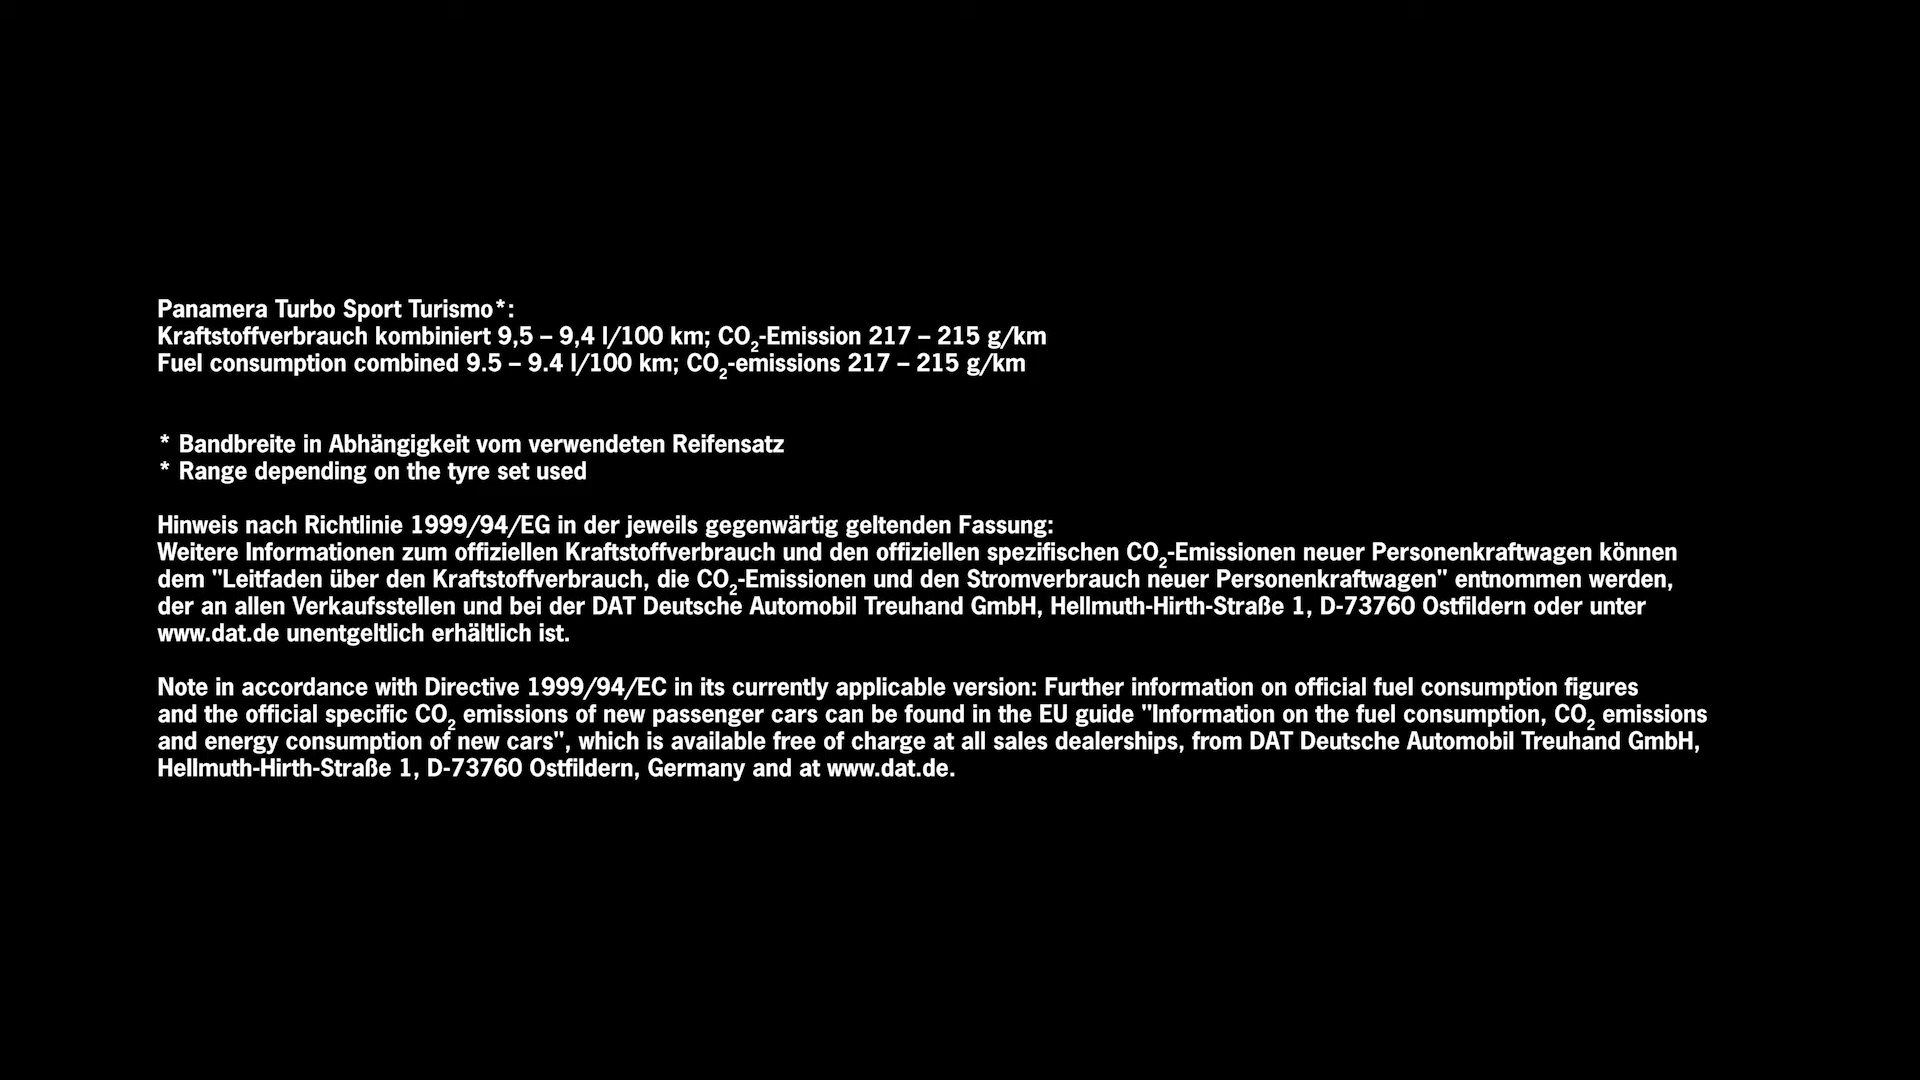 Panamera Turbo Sport Turismo*:
Kraftstoffverbrauch kombiniert 9,5 – 9,4 l/100 km; CO₂-Emission 217 – 215 g/km
Fuel consumption combined 9.5 – 9.4 l/100 km; CO₂-emissions 217 – 215 g/km
* Bandbreite in Abhängigkeit vom verwendeten Reifensatz
* Range depending on the tyre set used
Hinweis nach Richtlinie 1999/94/EG in der jeweils gegenwärtig geltenden Fassung:
Weitere Informationen zum offiziellen Kraftstoffverbrauch und den offiziellen spezifischen CO₂-Emissionen neuer Personenkraftwagen können
dem "Leitfaden über den Kraftstoffverbrauch, die CO₂-Emissionen und den Stromverbrauch neuer Personenkraftwagen" entnommen werden,
der an allen Verkaufsstellen und bei der DAT Deutsche Automobil Treuhand GmbH, Hellmuth-Hirth-Straße 1, D-73760 Ostfildern oder unter
www.dat.de unentgeltlich erhältlich ist.
Note in accordance with Directive 1999/94/EC in its currently applicable version: Further information on official fuel consumption figures
and the official specific CO₂ emissions of new passenger cars can be found in the EU guide "Information on the fuel consumption, CO₂ emissions
and energy consumption of new cars", which is available free of charge at all sales dealerships, from DAT Deutsche Automobil Treuhand GmbH,
Hellmuth-Hirth-Straße 1, D-73760 Ostfildern, Germany and at www.dat.de.